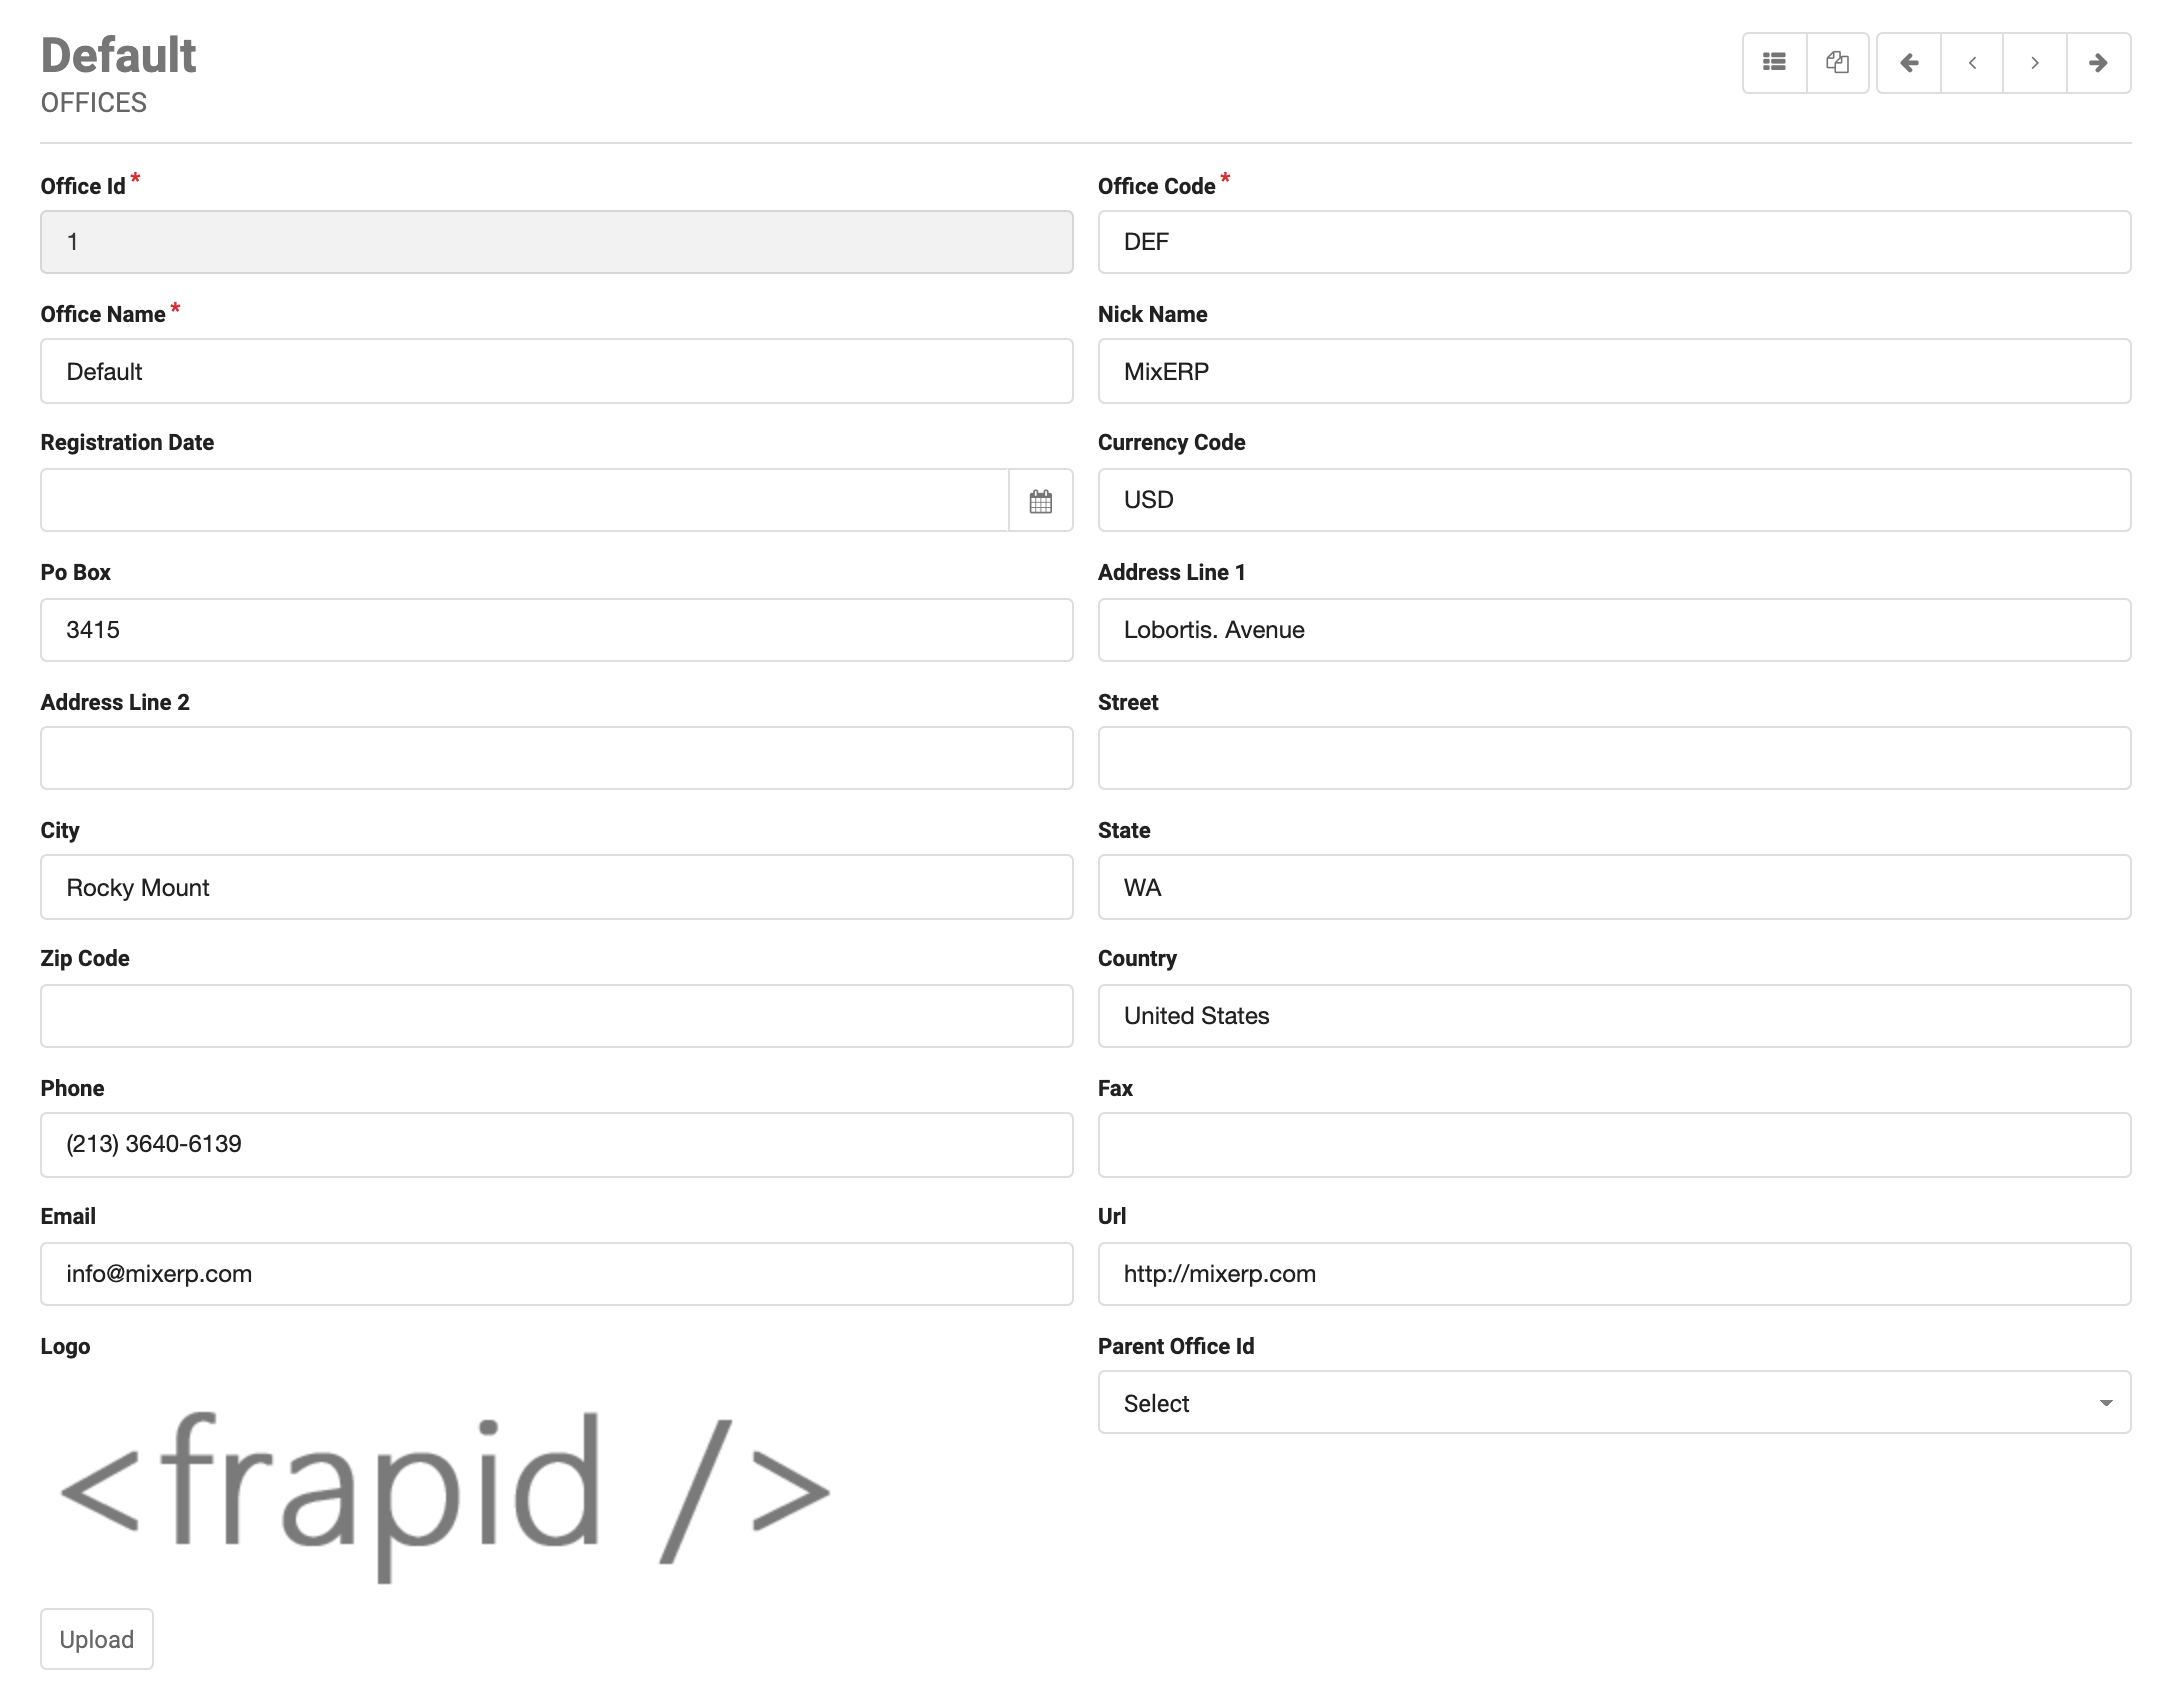 Default
OFFICES
Office Id *
Office Code *
1
DEF
Office Name *
Nick Name
Default
MixERP
Registration Date
Currency Code
USD
Po Box
Address Line 1
3415
Lobortis. Avenue
Address Line 2
Street
City
State
Rocky Mount
WA
Zip Code
Country
United States
Phone
Fax
(213) 3640-6139
Email
Url
info@mixerp.com
http://mixerp.com
Logo
Parent Office Id
Select
<frapid />
Upload